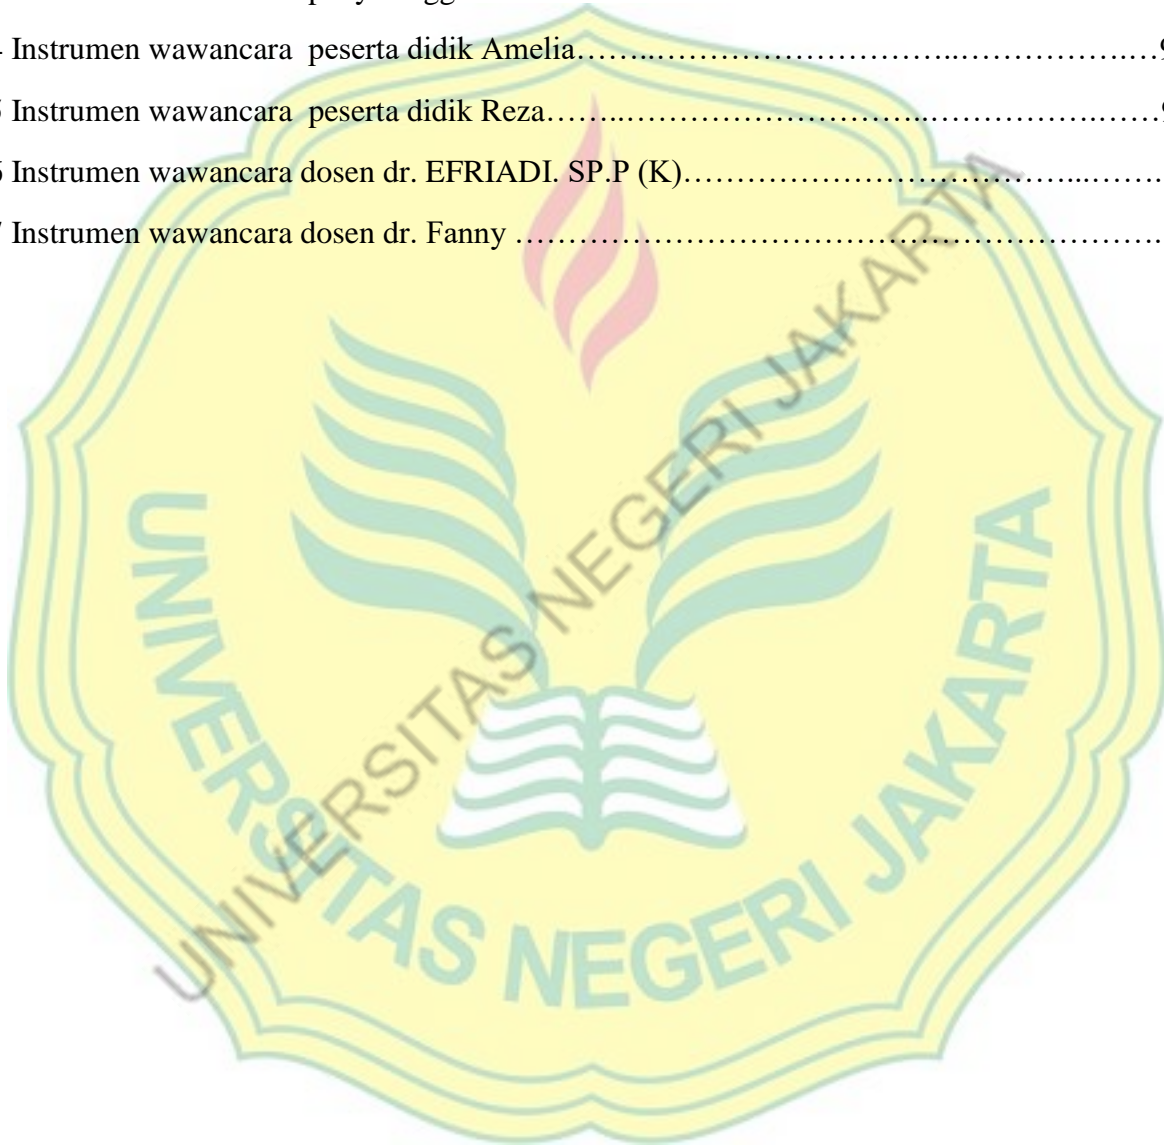 Instrumen wawancara peserta didik Amelia……..………………………..…………….…
Instrumen wawancara peserta didik Reza……..………………………..…………….……
Instrumen wawancara dosen dr. EFRIADI. SP.P (K)…………………………………...…….
7 Instrumen wawancara dosen dr. Fanny ……………………………………………………….
UNIVERSITAS NEGERI JAKARTA
UNIVERSITAS NEGERI JAKARTA